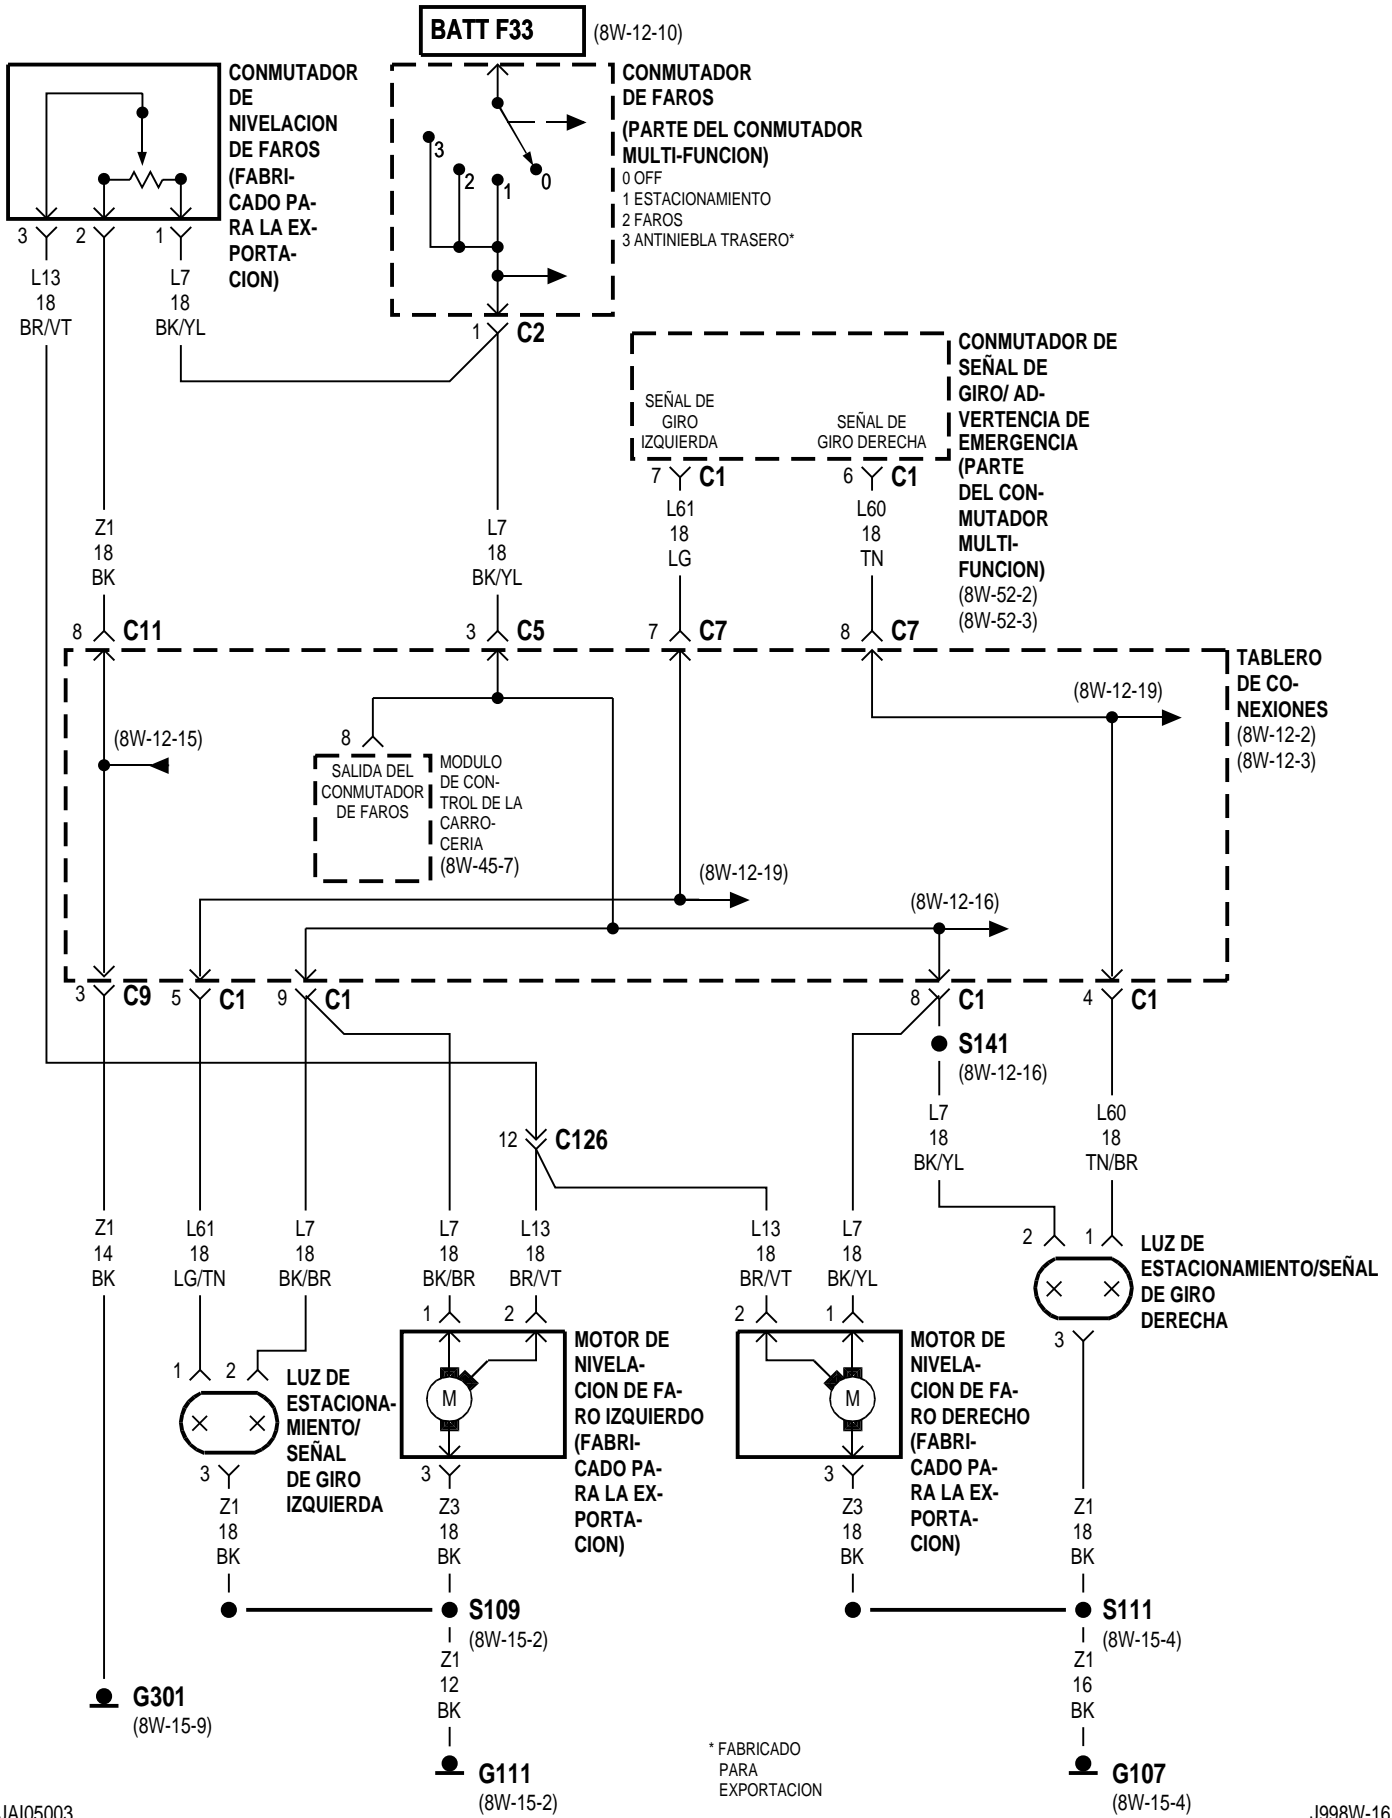 BATT F33
(8W-12-10)
CONMUTADOR
DE
NIVELACION
DE FAROS
(FABRI-
CADO PA-
RA LA EX-
PORTA-
CION)
CONMUTADOR
DE FAROS
(PARTE DEL CONMUTADOR
MULTI-FUNCION)
0 OFF
1 ESTACIONAMIENTO
2 FAROS
3 ANTINIEBLA TRASERO*
3
2
1
0
3
2
1
L13
18
BR/VT
L7
18
BK/YL
1
C2
CONMUTADOR DE
SEÑAL DE
GIRO/ AD-
VERTENCIA DE
EMERGENCIA
(PARTE
DEL CON-
MUTADOR
MULTI-
FUNCION)
(8W-52-2)
(8W-52-3)
SEÑAL DE
GIRO
IZQUIERDA
SEÑAL DE
GIRO DERECHA
7
C1
6
C1
L61
18
LG
L60
18
TN
Z1
18
BK
L7
18
BK/YL
8
C11
3
C5
7
C7
8
C7
TABLERO
DE CO-
NEXIONES
(8W-12-2)
(8W-12-3)
(8W-12-19)
(8W-12-15)
8
SALIDA DEL
CONMUTADOR
DE FAROS
MODULO
DE CON-
TROL DE LA
CARRO-
CERIA
(8W-45-7)
(8W-12-19)
(8W-12-16)
3
C9
5
C1
9
C1
8
C1
4
C1
S141
(8W-12-16)
L7
18
BK/YL
L60
18
TN/BR
12
C126
Z1
14
BK
L61
18
LG/TN
L7
18
BK/BR
L7
18
BK/BR
L13
18
BR/VT
L13
18
BR/VT
L7
18
BK/YL
2
1
LUZ DE
ESTACIONAMIENTO/SEÑAL
DE GIRO
DERECHA
3
1
2
2
1
MOTOR DE
NIVELA-
CION DE FA-
RO IZQUIERDO
(FABRI-
CADO PA-
RA LA EX-
PORTA-
CION)
M
MOTOR DE
NIVELA-
CION DE FA-
RO DERECHO
(FABRI-
CADO PA-
RA LA EX-
PORTA-
CION)
M
1
2
LUZ DE
ESTACIONA-
MIENTO/
SEÑAL
DE GIRO
IZQUIERDA
3
3
3
Z1
18
BK
Z3
18
BK
Z3
18
BK
Z1
18
BK
S109
(8W-15-2)
S111
(8W-15-4)
Z1
12
BK
Z1
16
BK
G301
(8W-15-9)
G111
(8W-15-2)
* FABRICADO
PARA
EXPORTACION
G107
(8W-15-4)
JAI05003
J998W-16